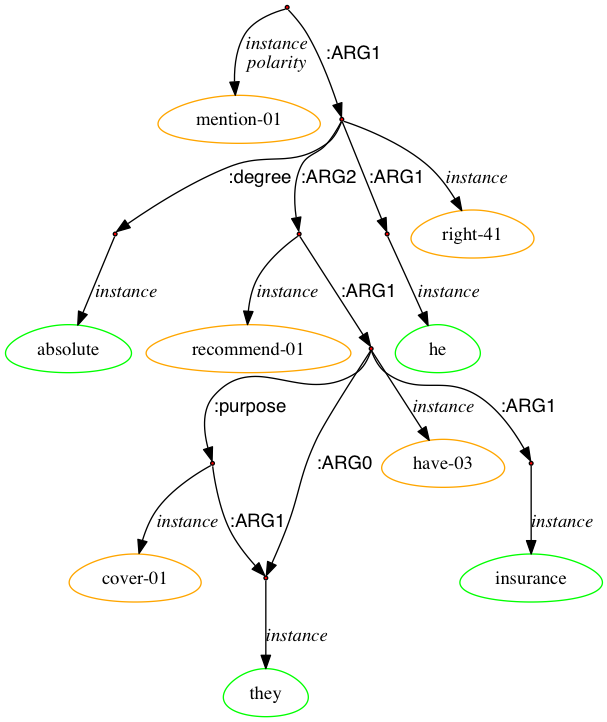 instance
polarity
:ARG1
mention-01
:degree
:ARG2
:ARG1
instance
right-41
instance
instance
:ARG1
instance
absolute
recommend-01
he
:purpose
instance
:ARG1
:ARG0
have-03
instance
:ARG1
instance
cover-01
insurance
instance
they